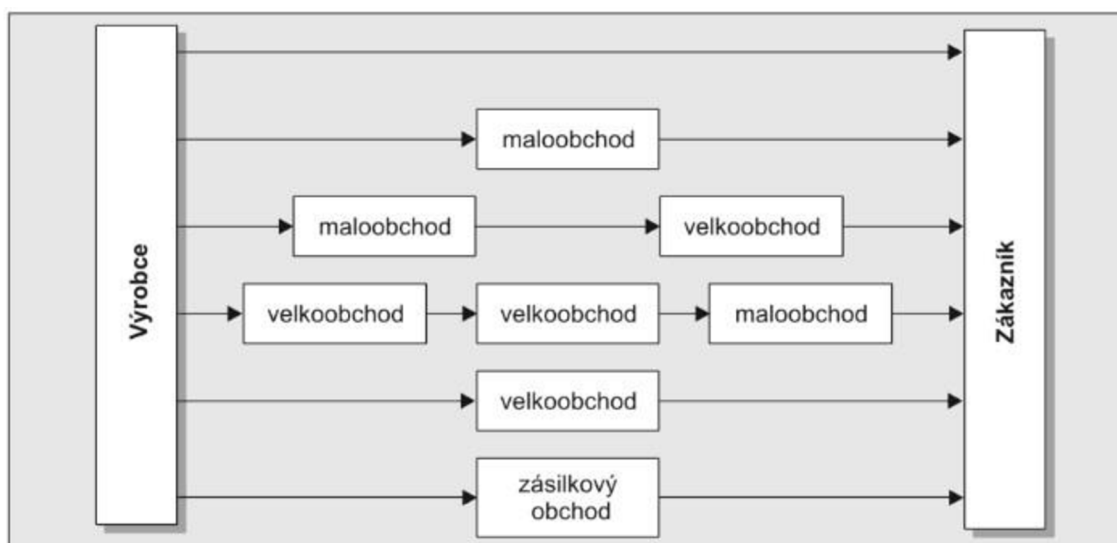 Výrobce
maloobchod
maloobchod
velkoobchod
velkoobchod
velkoobchod
maloobchod
velkoobchod
zásilkový
obchod
Zákazník